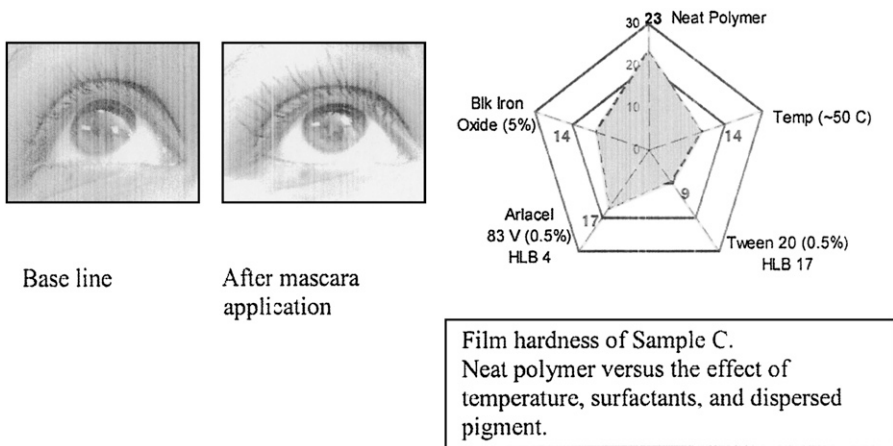 30 23 Neat Polymer
20
10
0
Blk Iron
Oxide (5%)
14
14
Temp (~50 C)
9
17
Arlacel
83 V (0.5%)
HLB 4
Tween 20 (0.5%)
HLB 17
Base line
After mascara
application
Film hardness of Sample C.
Neat polymer versus the effect of
temperature, surfactants, and dispersed
pigment.